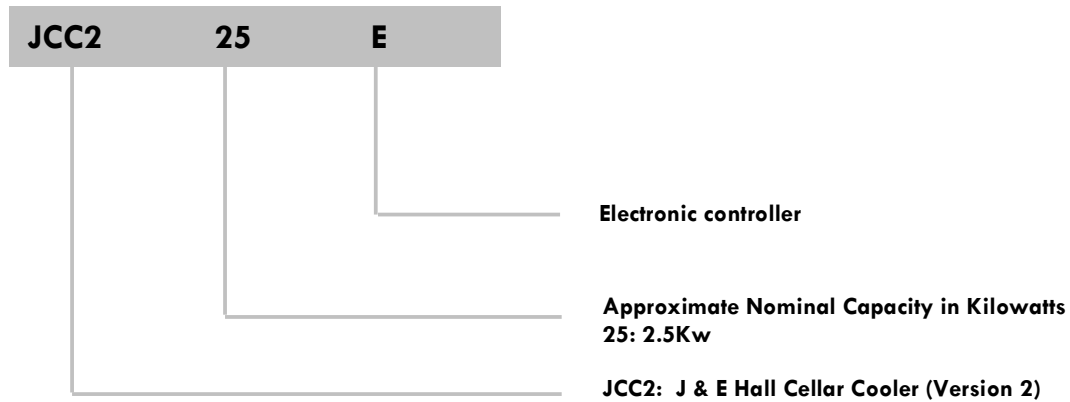 JCC2 25 E
Electronic controller
Approximate Nominal Capacity in Kilowatts
25: 2.5Kw
JCC2: J & E Hall Cellar Cooler (Version 2)